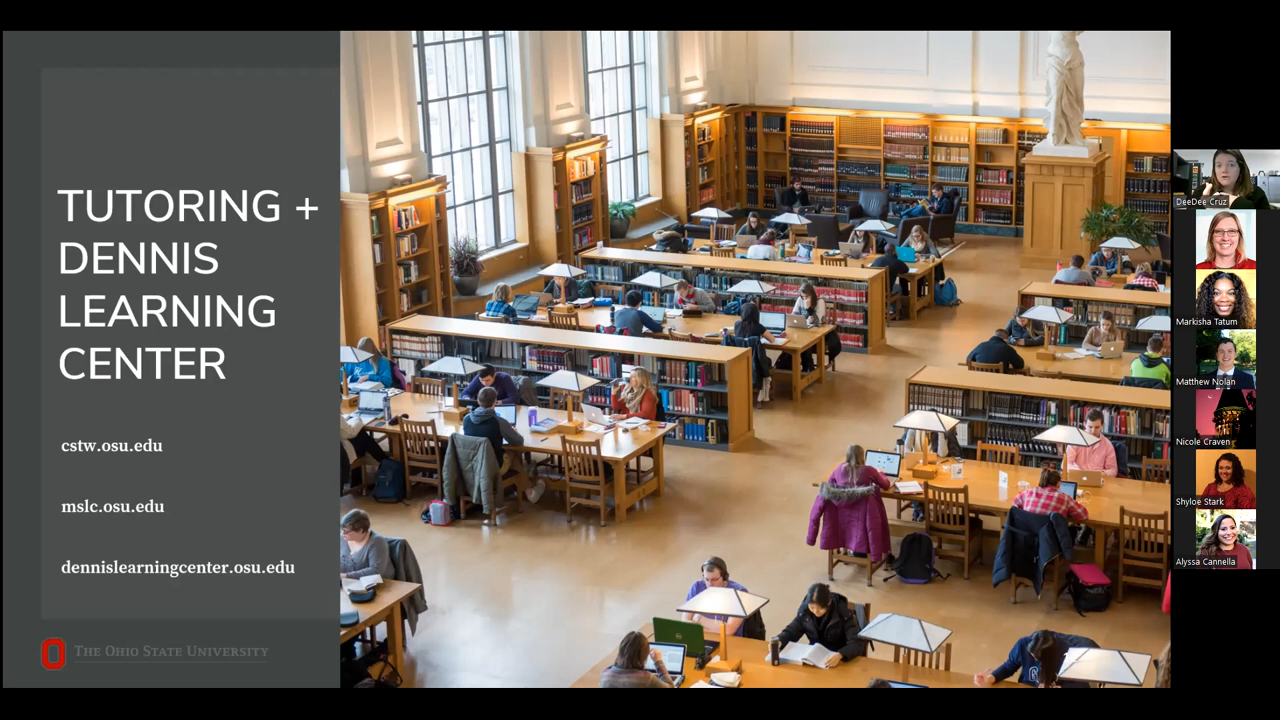 TUTORING +
DENNIS
LEARNING
CENTER
cstw.osu.edu
mslc.osu.edu
dennislearningcenter.osu.edu
THE OHIO STATE UNIVERSITY
DeeDee Cruz
Markisha Tatum
Matthew Nolan
Nicole Craven
Shyloe Stark
Alyssa Cannella